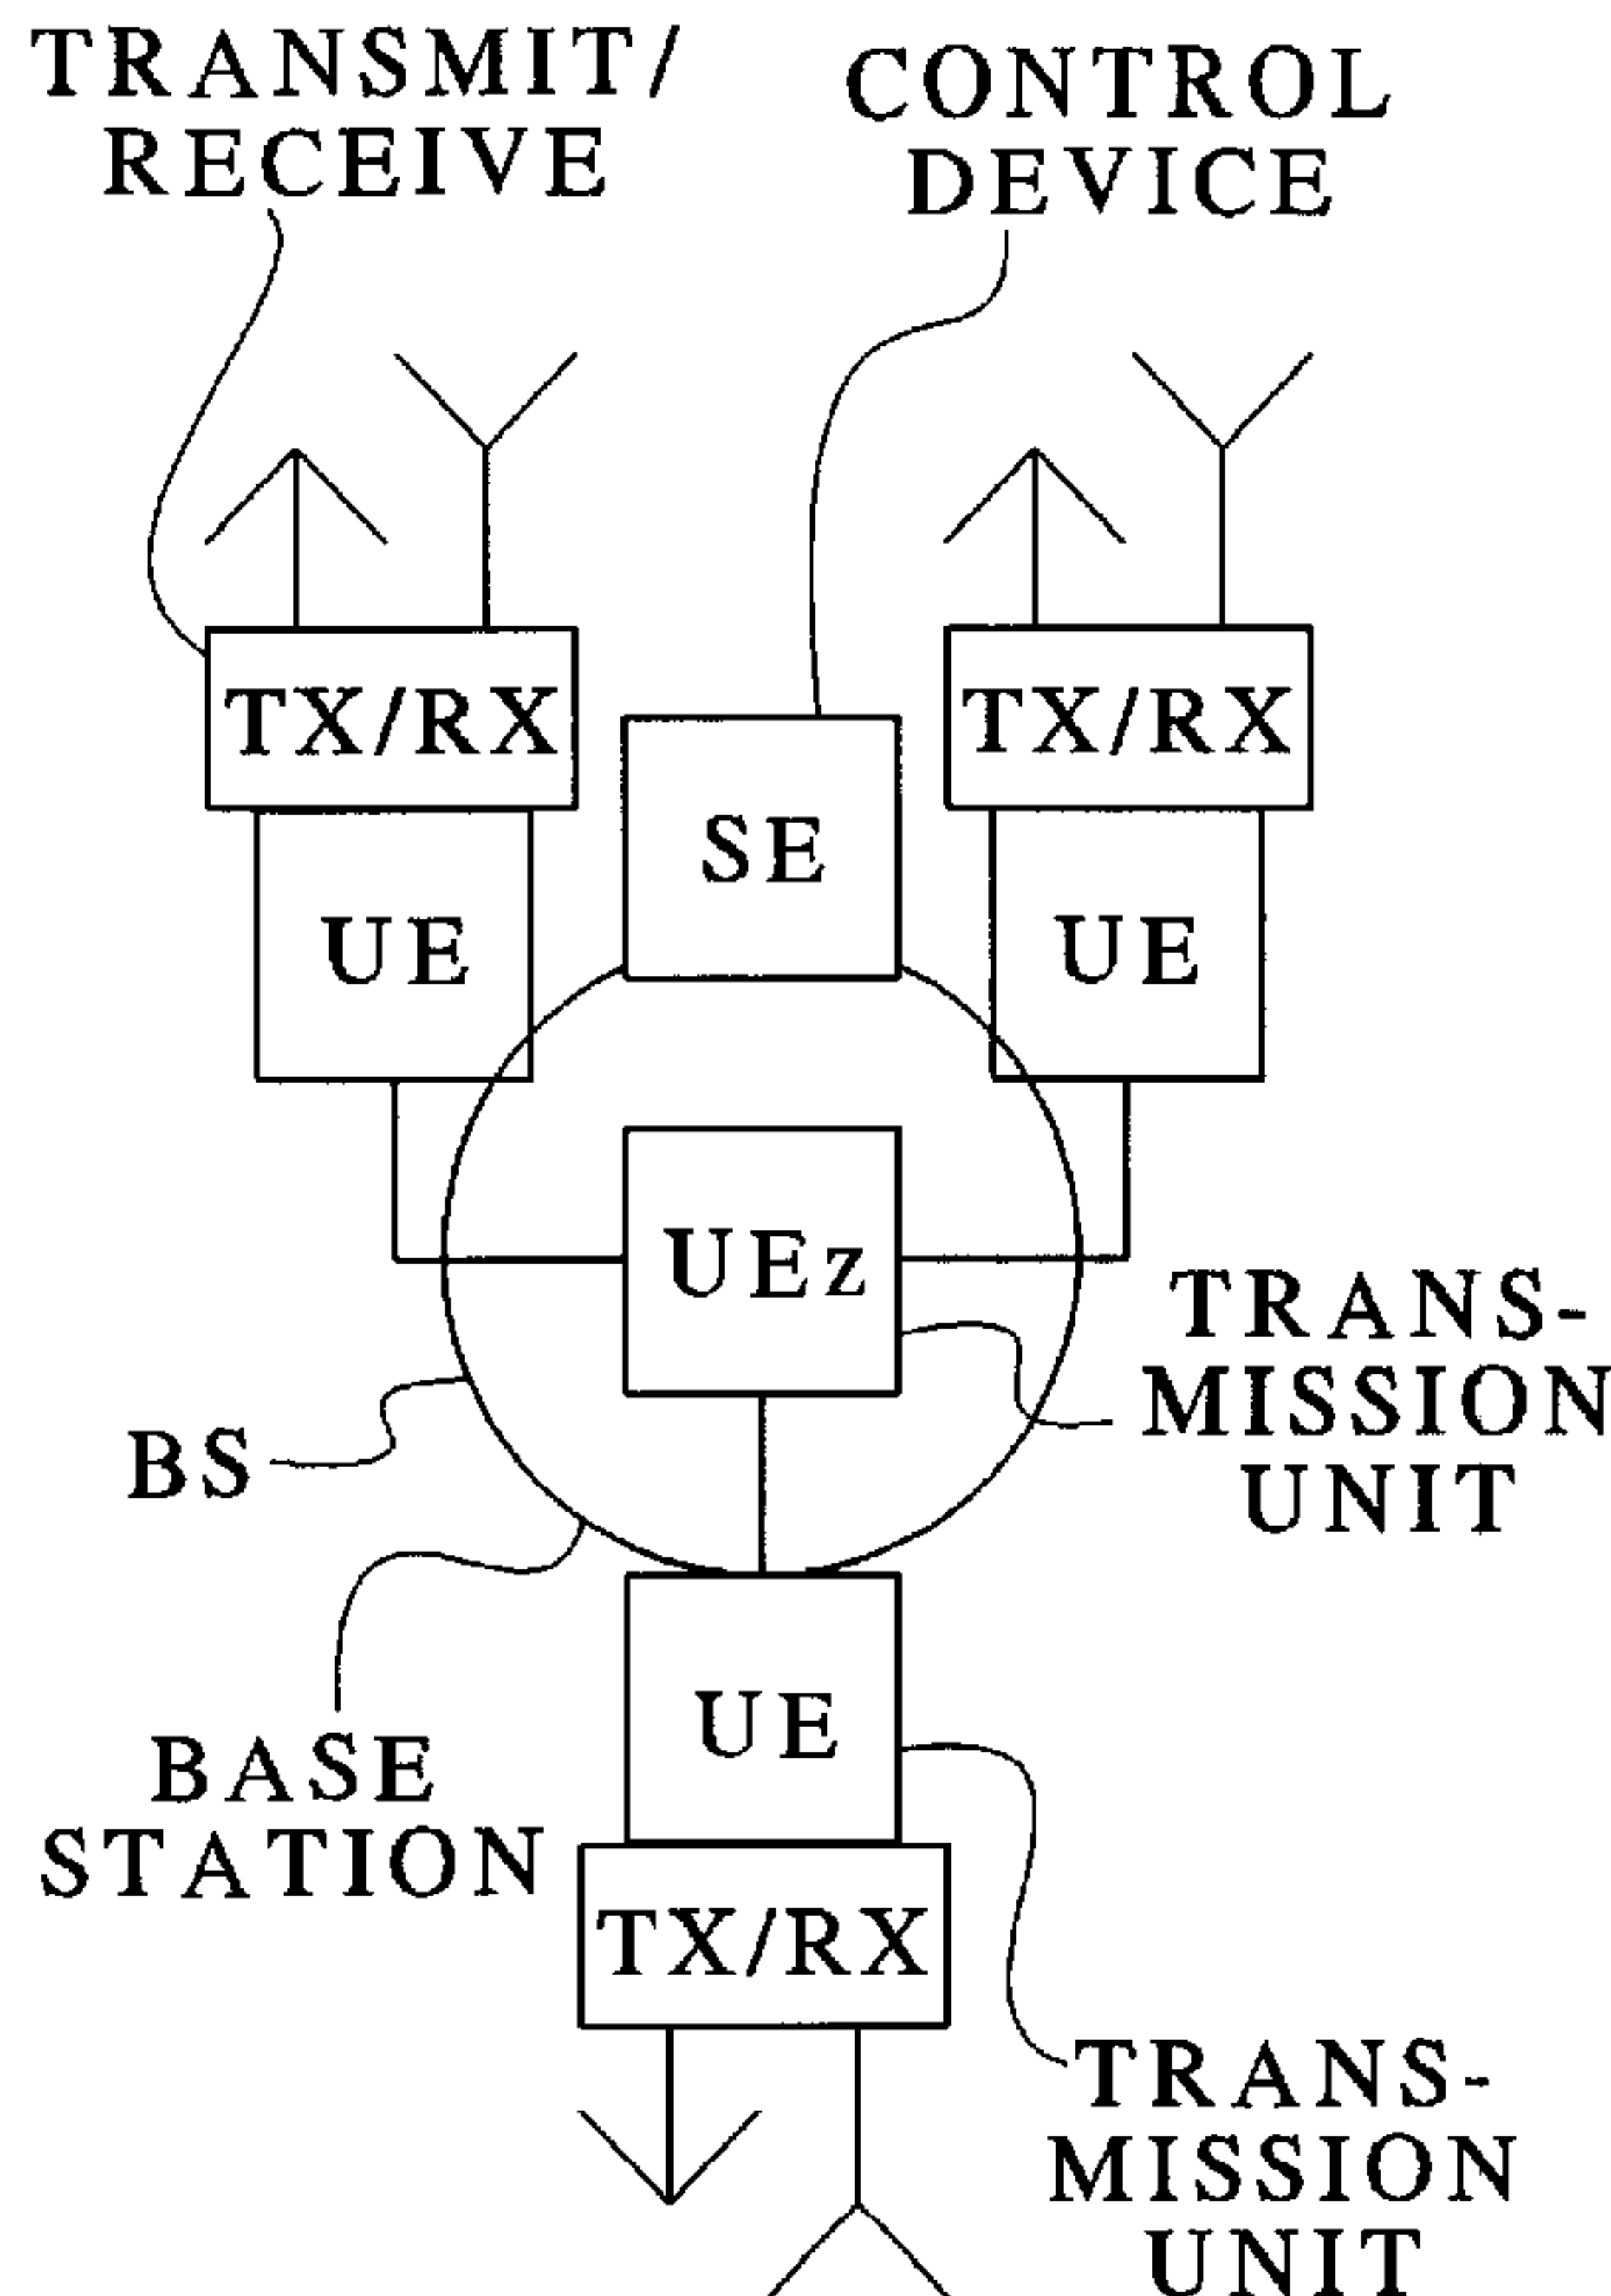 TRANSMIT/
RECEIVE
CONTROL
DEVICE
TX/RX
TX/RX
SE
UE
UE
UEz
TRANS-
MISSION
UNIT
BS
UE
BASE
STATION
TX/RX
TRANS-
MISSION
UNIT